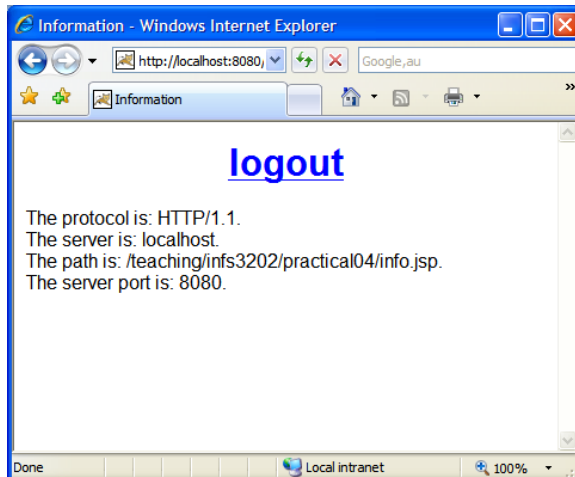 Information - Windows Internet Explorer
http://localhost:8080/
Google,au
Information
»
logout
The protocol is: HTTP/1.1.
The server is: localhost.
The path is: /teaching/infs3202/practical04/info.jsp.
The server port is: 8080.
Done
Local intranet
100%